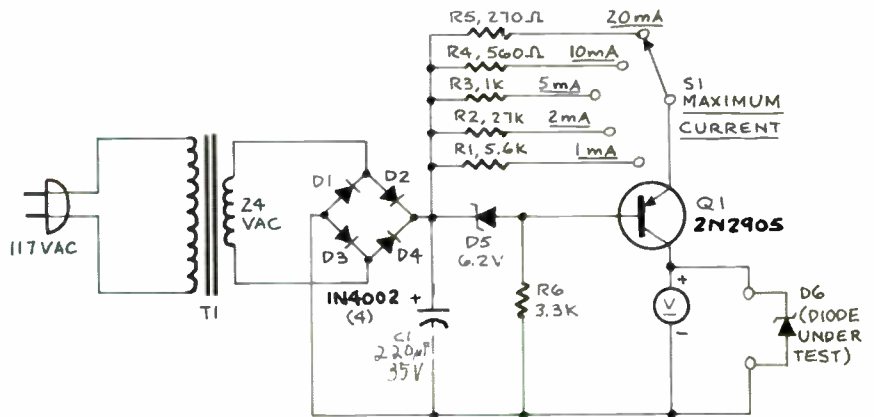 R5, 270Ω
20mA
R4, 560Ω
10mA
R3, 1K
5mA
R2, 27K
2mA
R1, 5.6K
1mA
S1
MAXIMUM
CURRENT
117VAC
T1
24
VAC
D1
D2
D3
D4
1N4002
(4)
+
C1
220µF
35V
D5
6.2V
R6
3.3K
Q1
2N2905
+
V
-
D6
(DIODE
UNDER
TEST)